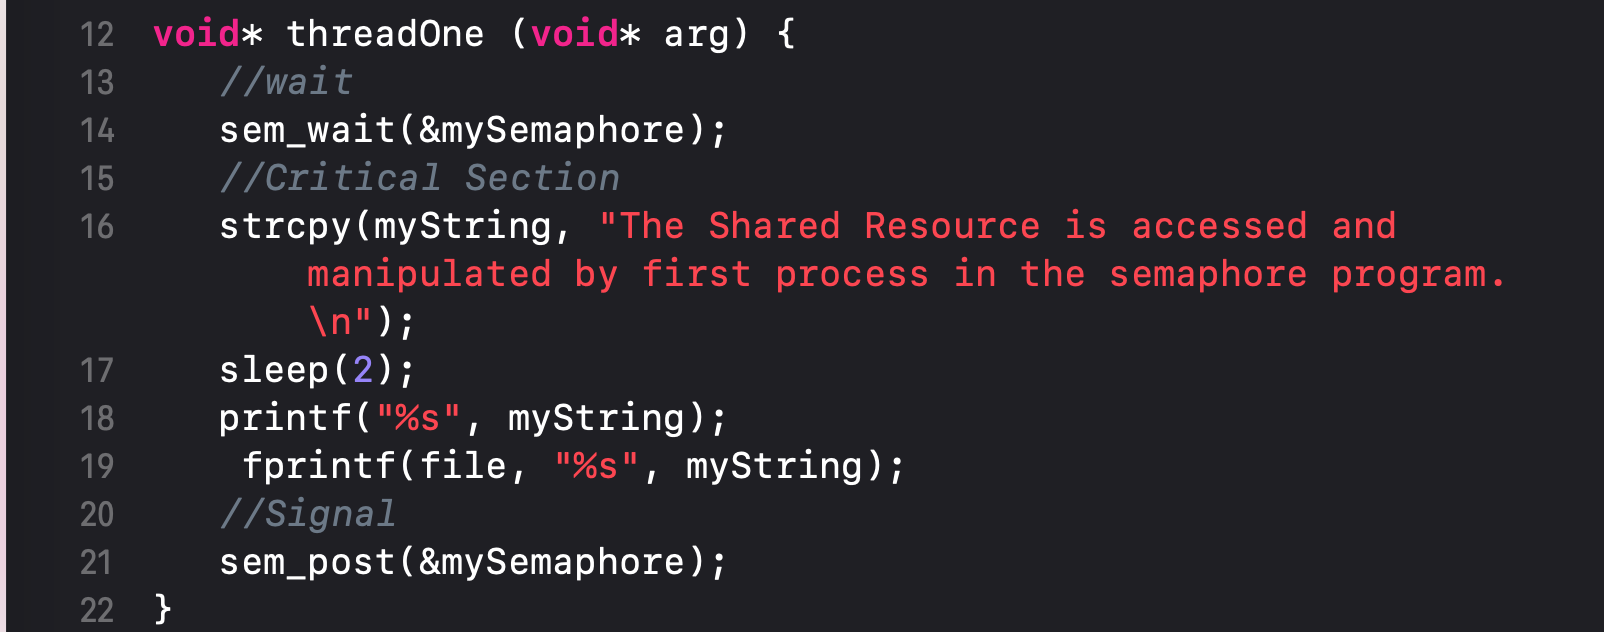 12 void* threadOne (void* arg) {
13 //wait
14 sem_wait(&mySemaphore);
15 //Critical Section
16 strcpy(myString, "The Shared Resource is accessed and
manipulated by first process in the semaphore program.
\n");
17 sleep(2);
18 printf("%s", myString);
19 fprintf(file, "%s", myString);
20 //Signal
21 sem_post(&mySemaphore);
22 }